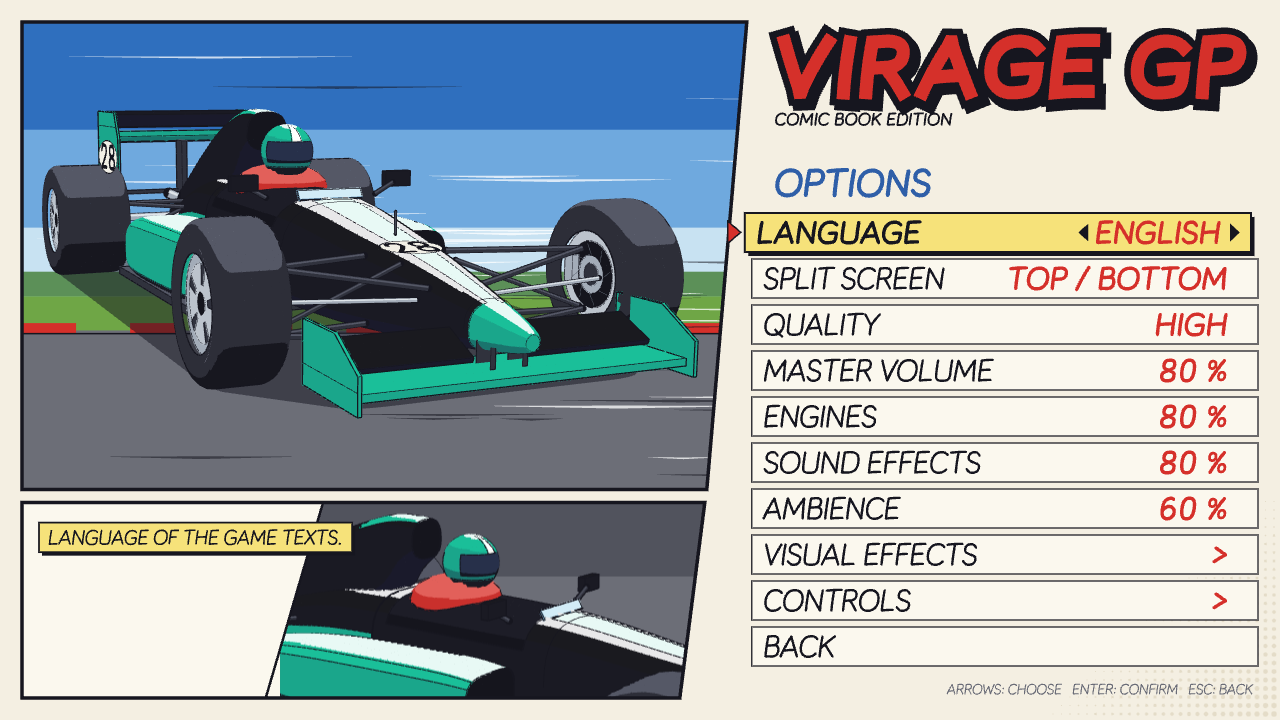 VIRAGE GP
COMIC BOOK EDITION
OPTIONS
LANGUAGE ENGLISH
SPLIT SCREEN TOP / BOTTOM
QUALITY HIGH
MASTER VOLUME 80 %
ENGINES 80 %
SOUND EFFECTS 80 %
AMBIENCE 60 %
VISUAL EFFECTS >
CONTROLS >
BACK
ARROWS: CHOOSE ENTER: CONFIRM ESC: BACK
28
28
LANGUAGE OF THE GAME TEXTS.